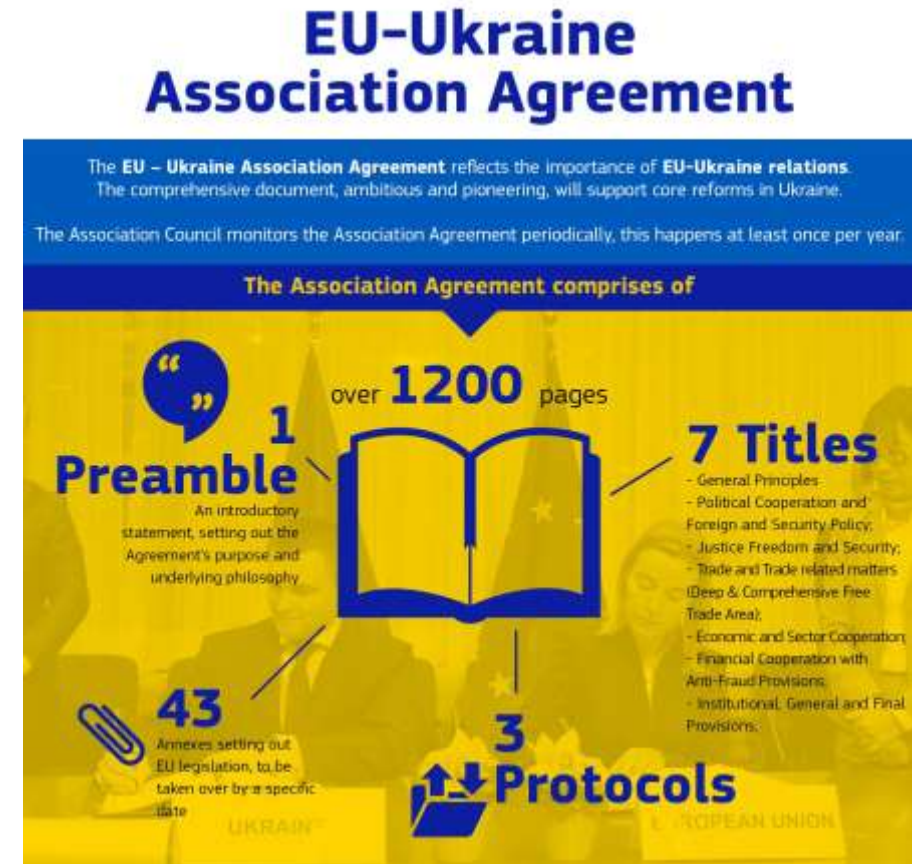 EU-Ukraine
Association Agreement
The EU – Ukraine Association Agreement reflects the importance of EU-Ukraine relations.
The comprehensive document, ambitious and pioneering, will support core reforms in Ukraine.
The Association Council monitors the Association Agreement periodically, this happens at least once per year.
The Association Agreement comprises of
over 1200 pages
1
Preamble
An introductory
statement, setting out the
Agreement's purpose and
underlying philosophy
7 Titles
- General Principles
- Political Cooperation and
Foreign and Security Policy;
- Justice Freedom and Security;
- Trade and Trade related matters
(Deep & Comprehensive Free
Trade Area);
- Economic and Sector Cooperation;
- Financial Cooperation with
Anti-Fraud Provisions;
- Institutional, General and Final
Provisions.
43
Annexes setting out
EU legislation, to be
taken over by a specific
date
3
Protocols
UKRAINE
EUROPEAN UNION